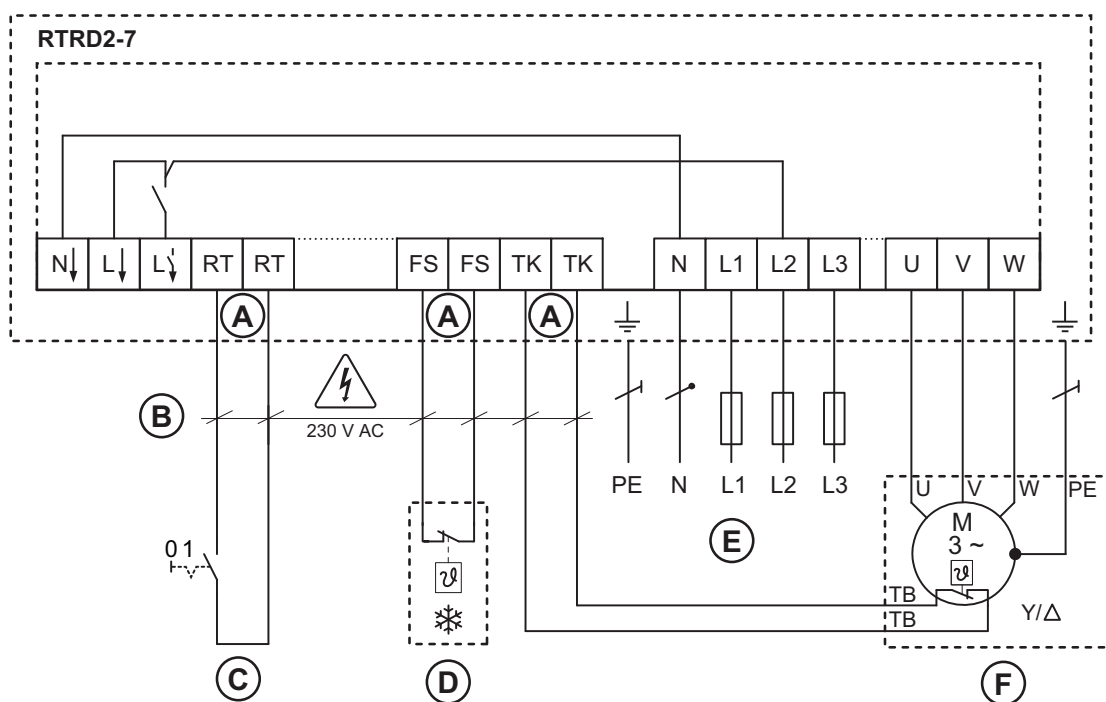 RTRD2-7
N L L RT RT FS FS TK TK N L1 L2 L3 U V W
A A A
B
230 V AC
PE N L1 L2 L3
U V W PE
M
3 ~
0 1
ϑ ϑ
E
TB
TB
Y/Δ
C D F